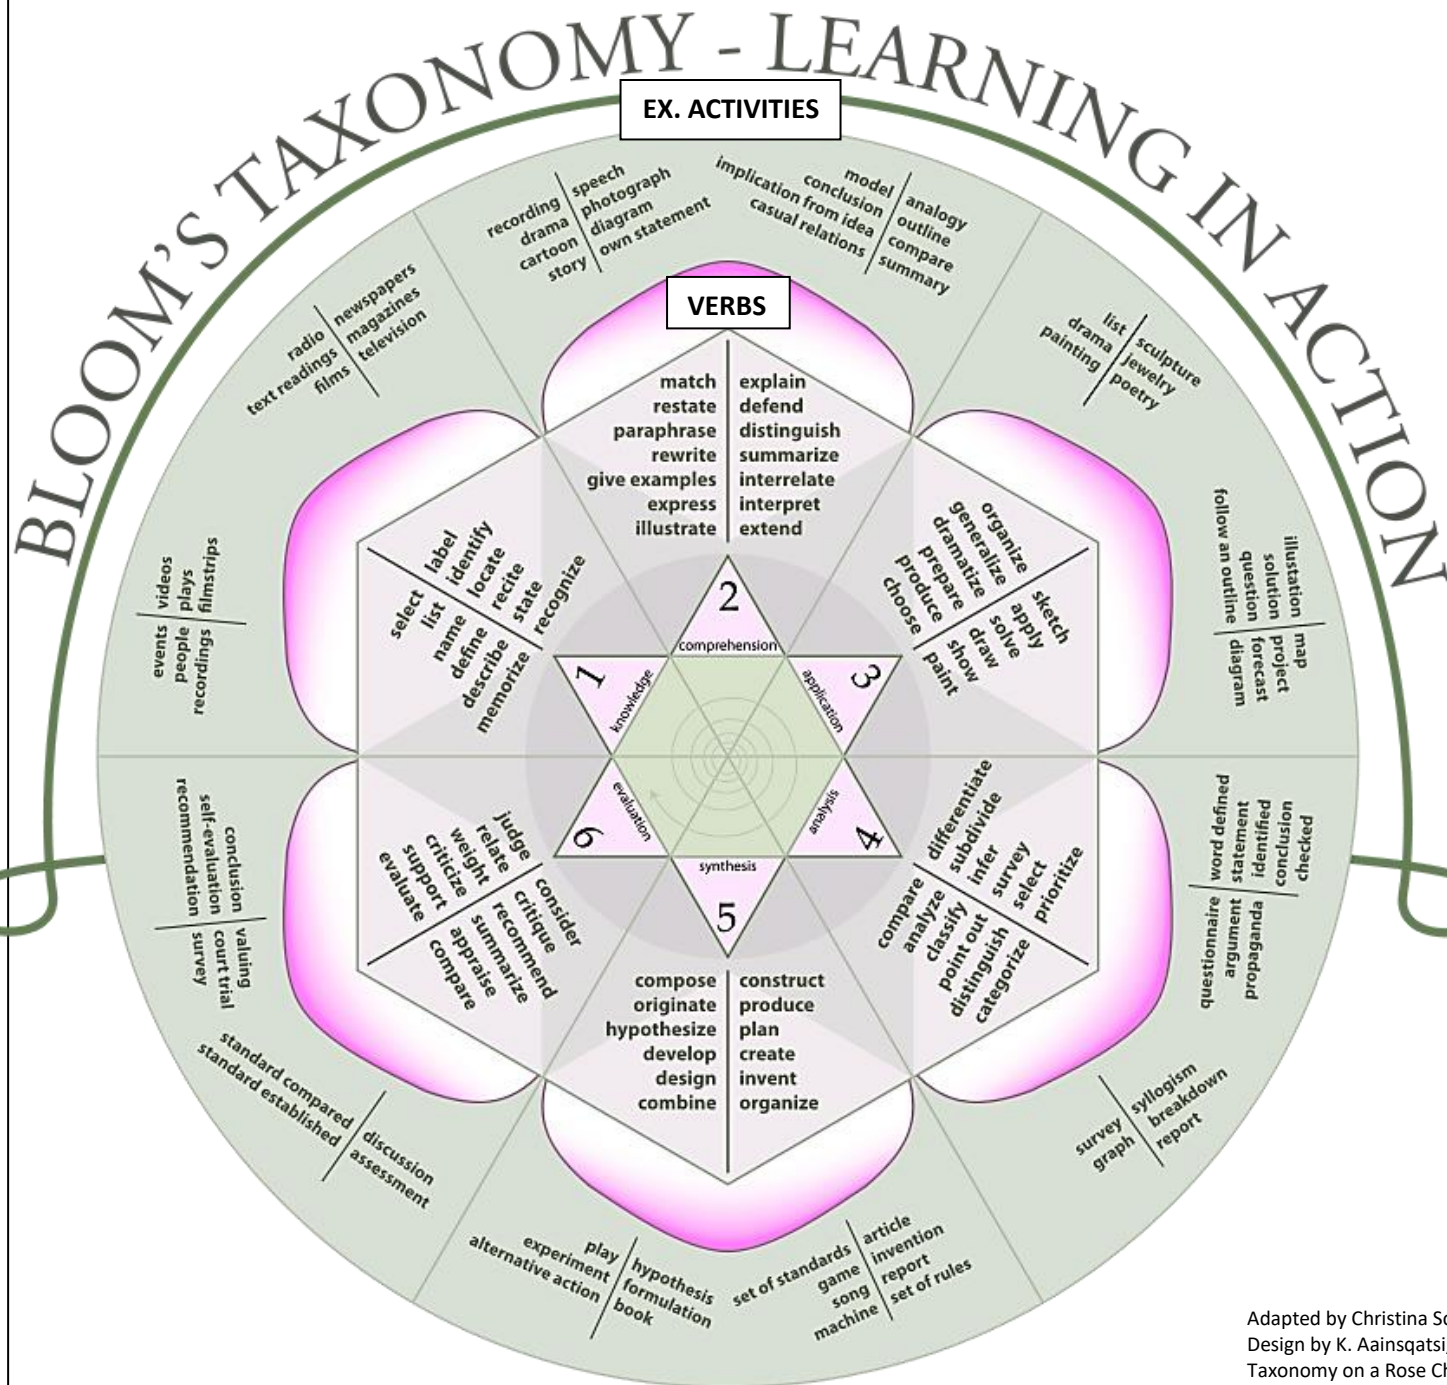 BLOOM'S TAXONOMY - LEARNING IN ACTION
EX. ACTIVITIES
VERBS
recording
drama
cartoon
story
speech
photograph
diagram
own statement
model
conclusion
implication from idea
casual relations
analogy
outline
compare
summary
list
drama
painting
sculpture
jewelry
poetry
illustation
solution
question
follow an outline
map
project
forecast
diagram
word defined
statement
identified
conclusion
checked
questionnaire
argument
propaganda
syllogism
breakdown
report
survey
graph
article
invention
report
set of rules
set of standards
game
song
machine
play
experiment
alternative action
hypothesis
formulation
book
standard compared
standard established
discussion
assessment
conclusion
self-evaluation
recommendation
valuing
court trial
survey
videos
plays
filmstrips
events
people
recordings
radio
text readings
films
newspapers
magazines
television
match
restate
paraphrase
rewrite
give examples
express
illustrate
explain
defend
distinguish
summarize
interrelate
interpret
extend
organize
generalize
dramatize
prepare
produce
choose
sketch
apply
solve
draw
show
paint
differentiate
subdivide
infer
survey
select
prioritize
compare
analyze
classify
point out
distinguish
categorize
compose
originate
hypothesize
develop
design
combine
construct
produce
plan
create
invent
organize
judge
relate
weight
criticize
support
evaluate
consider
critique
recommend
summarize
appraise
compare
label
identify
locate
recite
state
recognize
select
list
name
define
describe
memorize
1
knowledge
2
comprehension
3
application
4
analysis
5
synthesis
6
evaluation
Adapted by Christina
Design by K. Aainsqatsi,
Taxonomy on a Rose